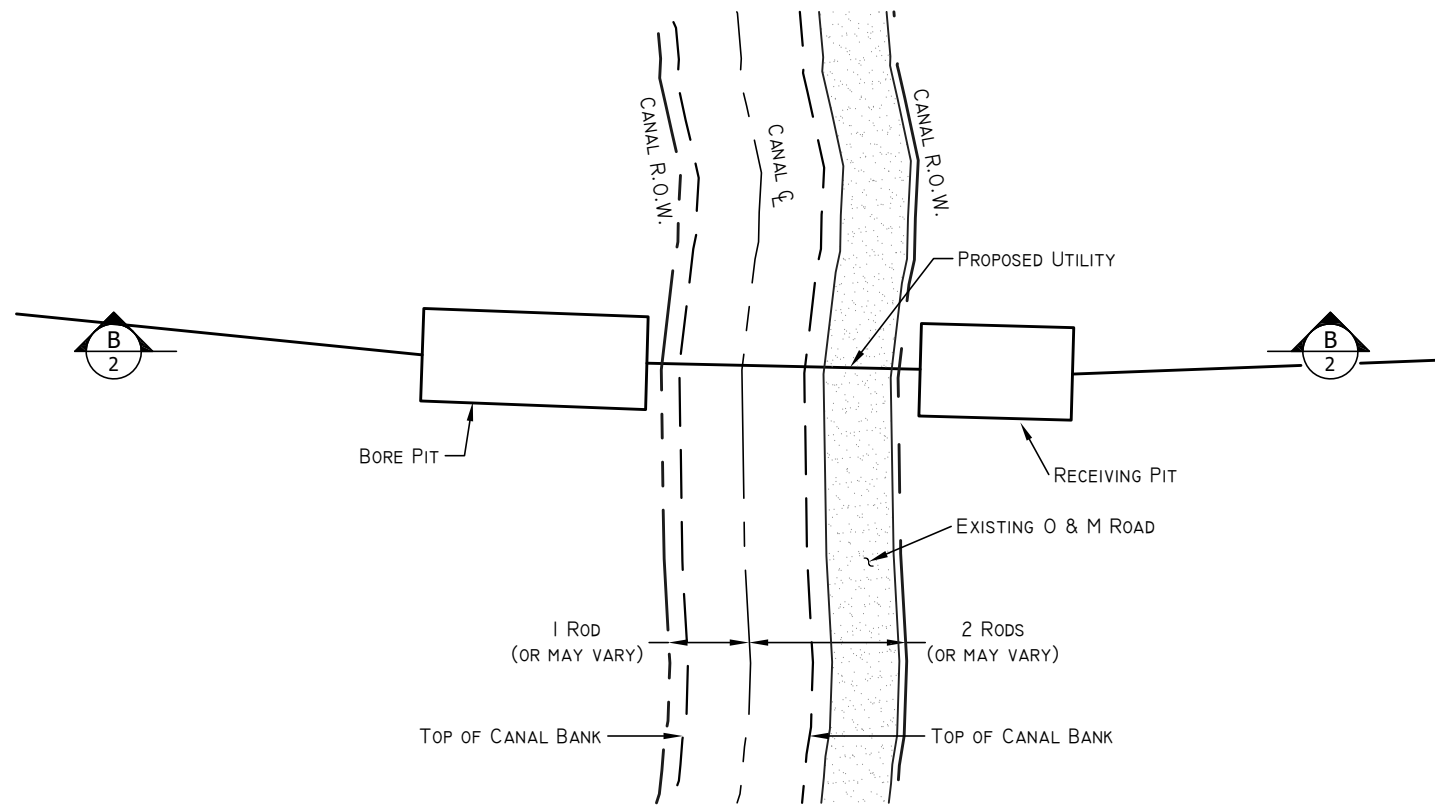 CANAL R.O.W.
CANAL ℄
CANAL R.O.W.
PROPOSED UTILITY
B
2
B
2
BORE PIT
RECEIVING PIT
EXISTING O & M ROAD
1 ROD
(OR MAY VARY)
2 RODS
(OR MAY VARY)
TOP OF CANAL BANK
TOP OF CANAL BANK